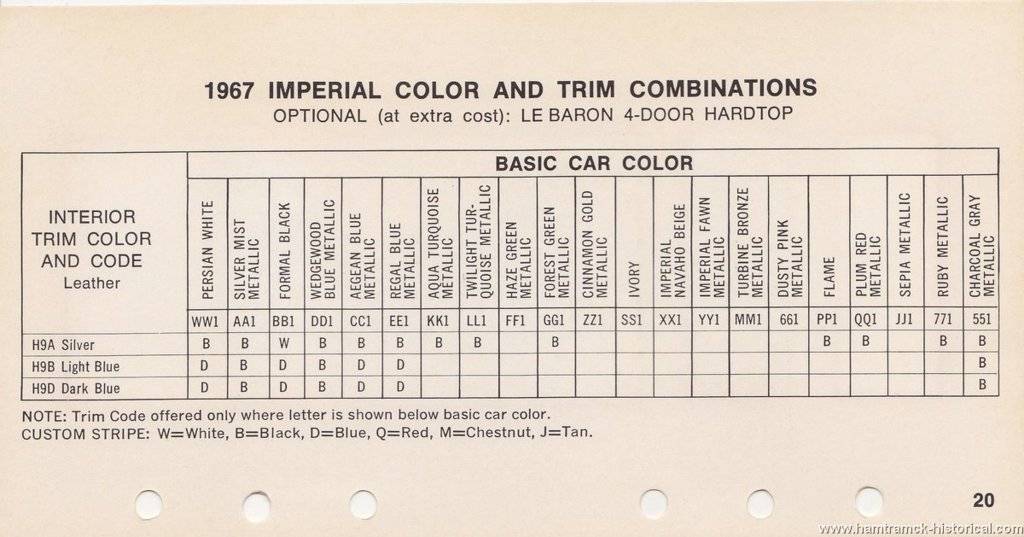 1967 IMPERIAL COLOR AND TRIM COMBINATIONS
OPTIONAL (at extra cost): LE BARON 4-DOOR HARDTOP
BASIC CAR COLOR
INTERIOR
TRIM COLOR
AND CODE
Leather
PERSIAN WHITE
SILVER MIST
METALLIC
FORMAL BLACK
WEDGEWOOD
BLUE METALLIC
AEGEAN BLUE
METALLIC
REGAL BLUE
METALLIC
AQUA TURQUOISE
METALLIC
TWILIGHT TUR-
QUOISE METALLIC
HAZE GREEN
METALLIC
FOREST GREEN
METALLIC
CINNAMON GOLD
METALLIC
IVORY
IMPERIAL
NAVAHO BEIGE
IMPERIAL FAWN
METALLIC
TURBINE BRONZE
METALLIC
DUSTY PINK
METALLIC
FLAME
PLUM RED
METALLIC
SEPIA METALLIC
RUBY METALLIC
CHARCOAL GRAY
METALLIC
WW1 AA1 BB1 DD1 CC1 EE1 KK1 LL1 FF1 GG1 ZZ1 SS1 XX1 YY1 MM1 661 PP1 QQ1 JJ1 771 551
H9A Silver B B W B B B B B B B B B B
H9B Light Blue D B D B D D B
H9D Dark Blue D B D B D D B
NOTE: Trim Code offered only where letter is shown below basic car color.
CUSTOM STRIPE: W=White, B=Black, D=Blue, Q=Red, M=Chestnut, J=Tan.
20
www.hamtramck-historical.com